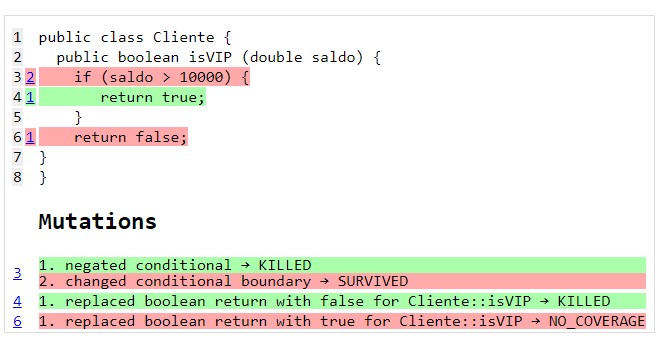 1 public class Cliente {
2 public boolean isVIP (double saldo) {
3 2 if (saldo > 10000) {
4 1 return true;
5 }
6 1 return false;
7 }
8 }
Mutations
3 1. negated conditional → KILLED
2. changed conditional boundary → SURVIVED
4 1. replaced boolean return with false for Cliente::isVIP → KILLED
6 1. replaced boolean return with true for Cliente::isVIP → NO_COVERAGE